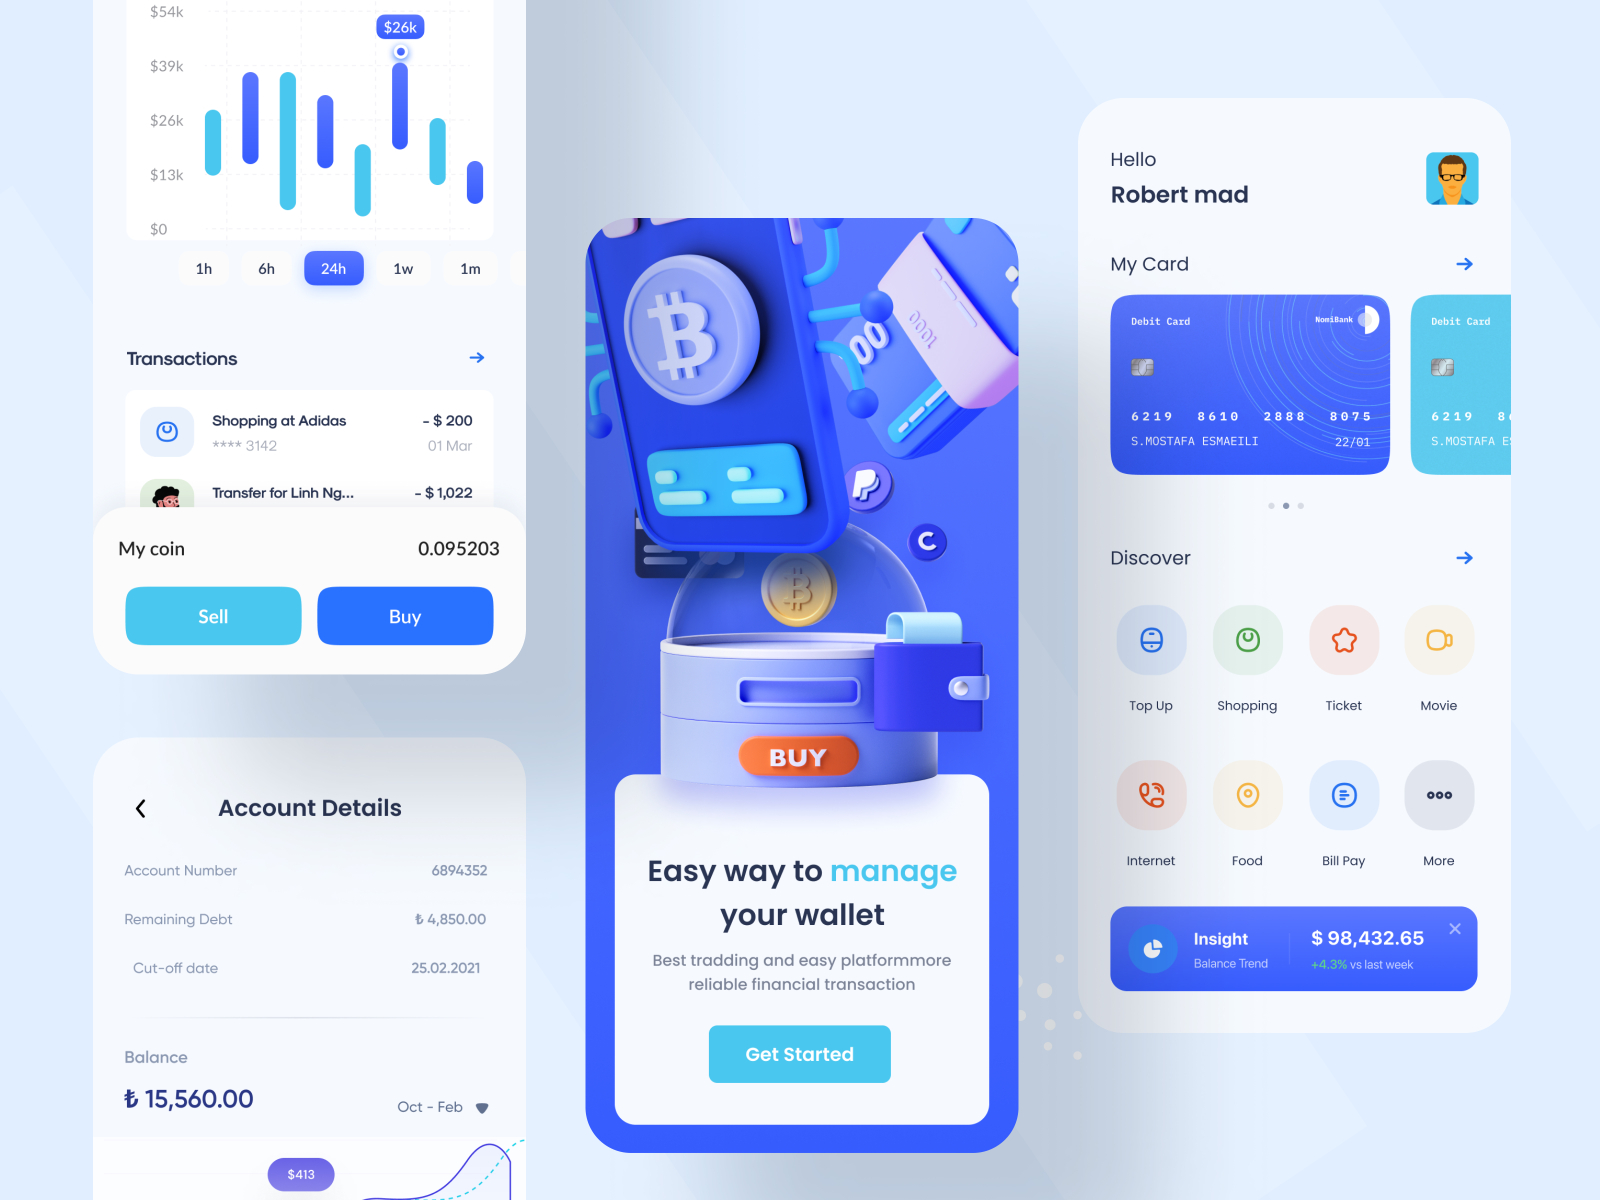 $54k
$26k
$39k
$26k
$13k
$0
1h
6h
24h
1w
1m
Transactions
Shopping at Adidas
- $ 200
**** 3142
01 Mar
Transfer for Linh Ng...
- $ 1,022
My coin
0.095203
Sell
Buy
Account Details
Account Number
6894352
Remaining Debt
₺ 4,850.00
Cut-off date
25.02.2021
Balance
₺ 15,560.00
Oct - Feb
$413
00
0001
C
BUY
Easy way to manage
your wallet
Best tradding and easy platformmore
reliable financial transaction
Get Started
Hello
Robert mad
My Card
Debit Card
NomiBank
6219 8610 2888 8075
S.MOSTAFA ESMAEILI
22/01
Debit Card
6219
S.MOSTAFA
Discover
Top Up
Shopping
Ticket
Movie
Internet
Food
Bill Pay
More
Insight
Balance Trend
$ 98,432.65
+4.3% vs last week